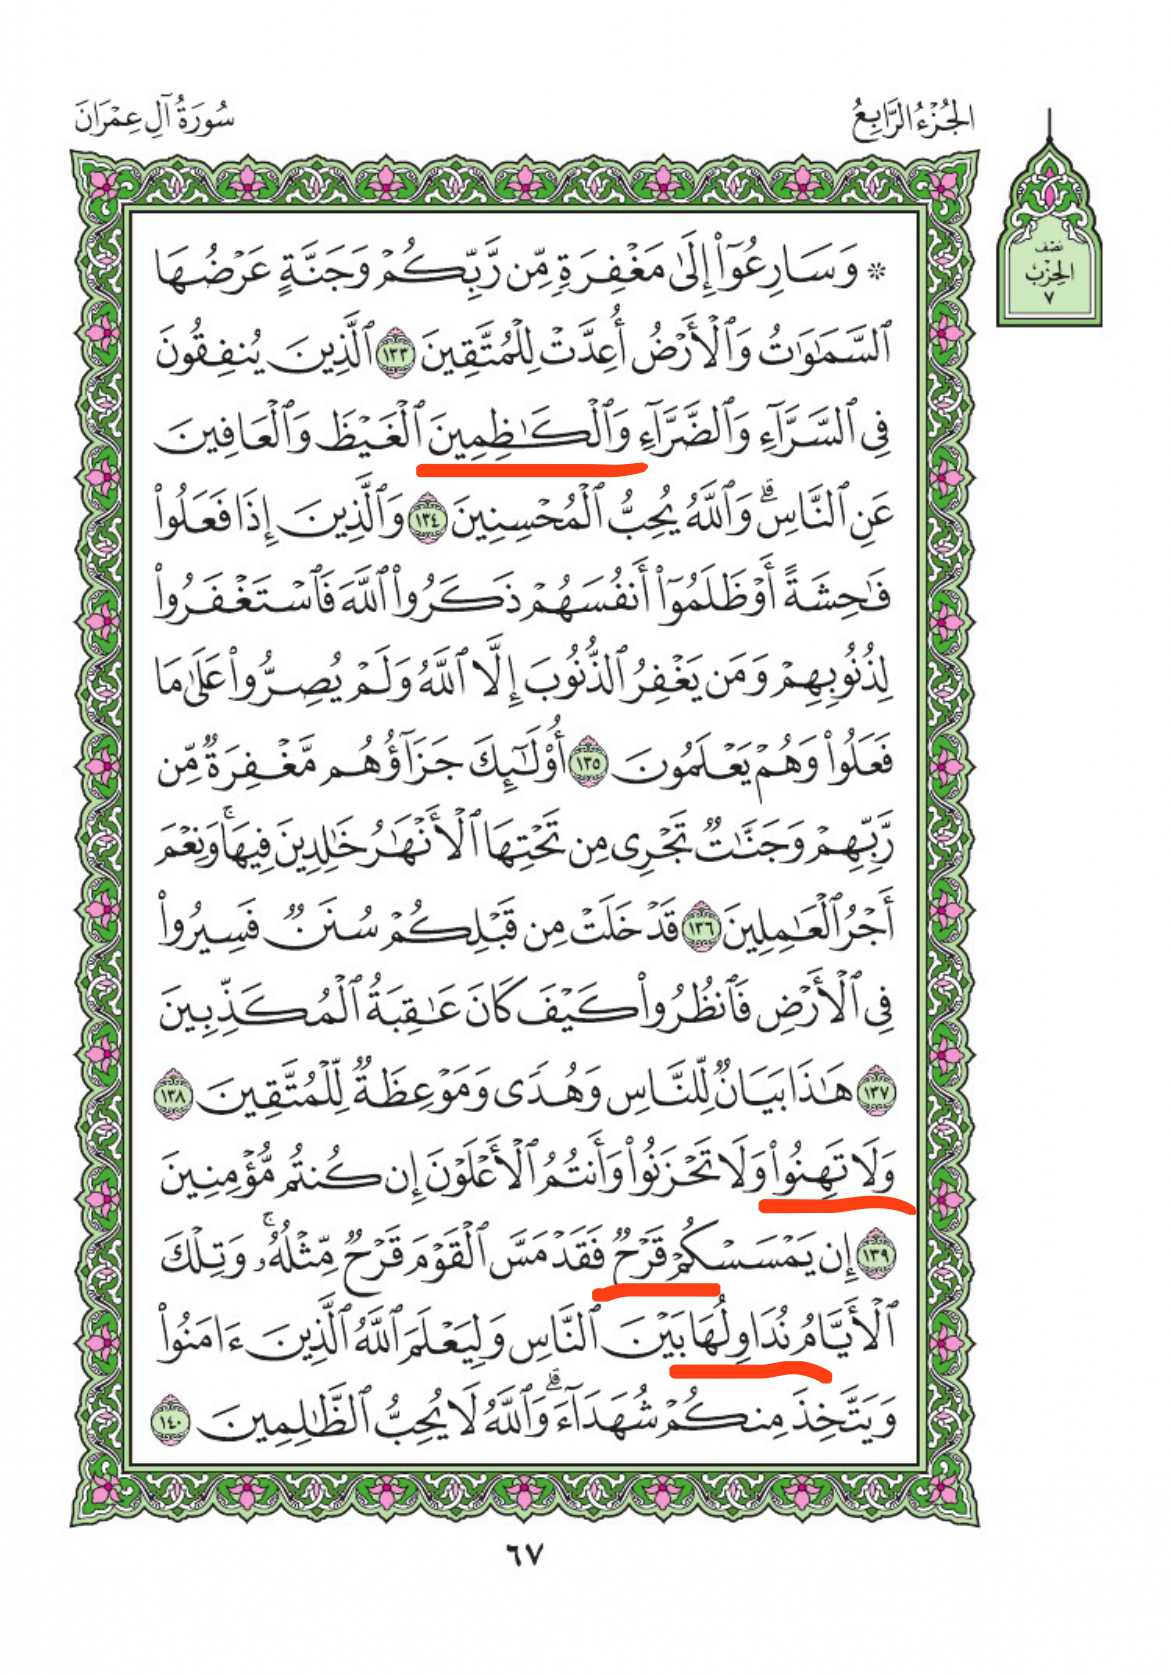 الجُزْءُ الرَّابِعُ
سُورَةُ آلِ عِمْرَانَ
نصف
الحِزْب
٧
* وَسَارِعُوٓا۟ إِلَىٰ مَغْفِرَةٍ مِّن رَّبِّكُمْ وَجَنَّةٍ عَرْضُهَا
ٱلسَّمَٰوَٰتُ وَٱلْأَرْضُ أُعِدَّتْ لِلْمُتَّقِينَ ١٣٣ ٱلَّذِينَ يُنفِقُونَ
فِى ٱلسَّرَّآءِ وَٱلضَّرَّآءِ وَٱلْكَٰظِمِينَ ٱلْغَيْظَ وَٱلْعَافِينَ
عَنِ ٱلنَّاسِ ۗ وَٱللَّهُ يُحِبُّ ٱلْمُحْسِنِينَ ١٣٤ وَٱلَّذِينَ إِذَا فَعَلُوا۟
فَٰحِشَةً أَوْ ظَلَمُوٓا۟ أَنفُسَهُمْ ذَكَرُوا۟ ٱللَّهَ فَٱسْتَغْفَرُوا۟
لِذُنُوبِهِمْ وَمَن يَغْفِرُ ٱلذُّنُوبَ إِلَّا ٱللَّهُ وَلَمْ يُصِرُّوا۟ عَلَىٰ مَا
فَعَلُوا۟ وَهُمْ يَعْلَمُونَ ١٣٥ أُو۟لَٰٓئِكَ جَزَآؤُهُم مَّغْفِرَةٌ مِّن
رَّبِّهِمْ وَجَنَّٰتٌ تَجْرِى مِن تَحْتِهَا ٱلْأَنْهَٰرُ خَٰلِدِينَ فِيهَا ۚ وَنِعْمَ
أَجْرُ ٱلْعَٰمِلِينَ ١٣٦ قَدْ خَلَتْ مِن قَبْلِكُمْ سُنَنٌ فَسِيرُوا۟
فِى ٱلْأَرْضِ فَٱنظُرُوا۟ كَيْفَ كَانَ عَٰقِبَةُ ٱلْمُكَذِّبِينَ
١٣٧ هَٰذَا بَيَانٌ لِّلنَّاسِ وَهُدًى وَمَوْعِظَةٌ لِّلْمُتَّقِينَ ١٣٨
وَلَا تَهِنُوا۟ وَلَا تَحْزَنُوا۟ وَأَنتُمُ ٱلْأَعْلَوْنَ إِن كُنتُم مُّؤْمِنِينَ
١٣٩ إِن يَمْسَسْكُمْ قَرْحٌ فَقَدْ مَسَّ ٱلْقَوْمَ قَرْحٌ مِّثْلُهُۥ ۚ وَتِلْكَ
ٱلْأَيَّامُ نُدَاوِلُهَا بَيْنَ ٱلنَّاسِ وَلِيَعْلَمَ ٱللَّهُ ٱلَّذِينَ ءَامَنُوا۟
وَيَتَّخِذَ مِنكُمْ شُهَدَآءَ ۗ وَٱللَّهُ لَا يُحِبُّ ٱلظَّٰلِمِينَ ١٤٠
٦٧